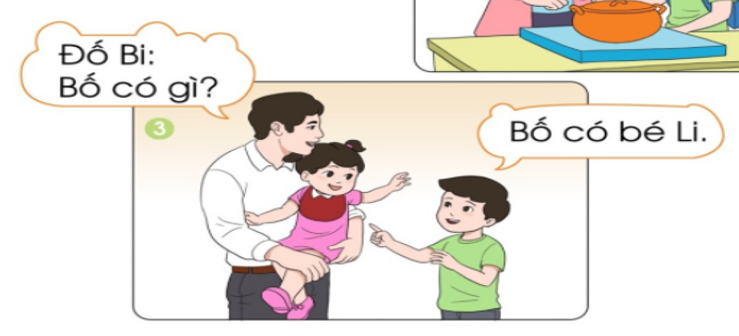 Đố Bi:
Bố có gì?
3
Bố có bé Li.